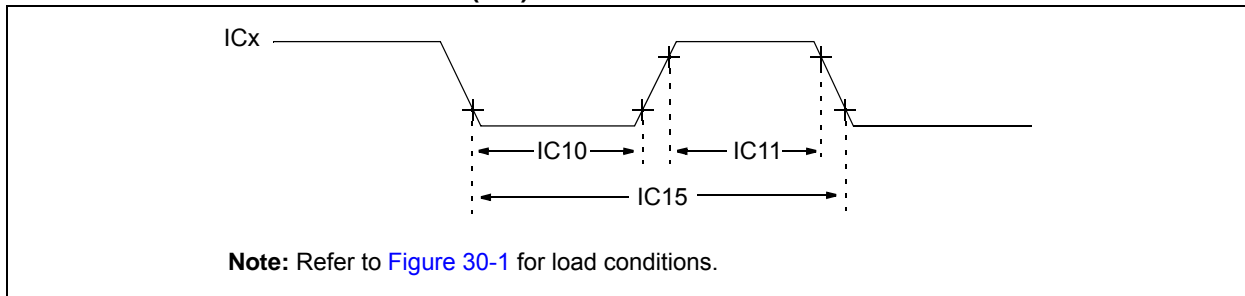 ICx
IC10
IC11
IC15
Note: Refer to Figure 30-1 for load conditions.